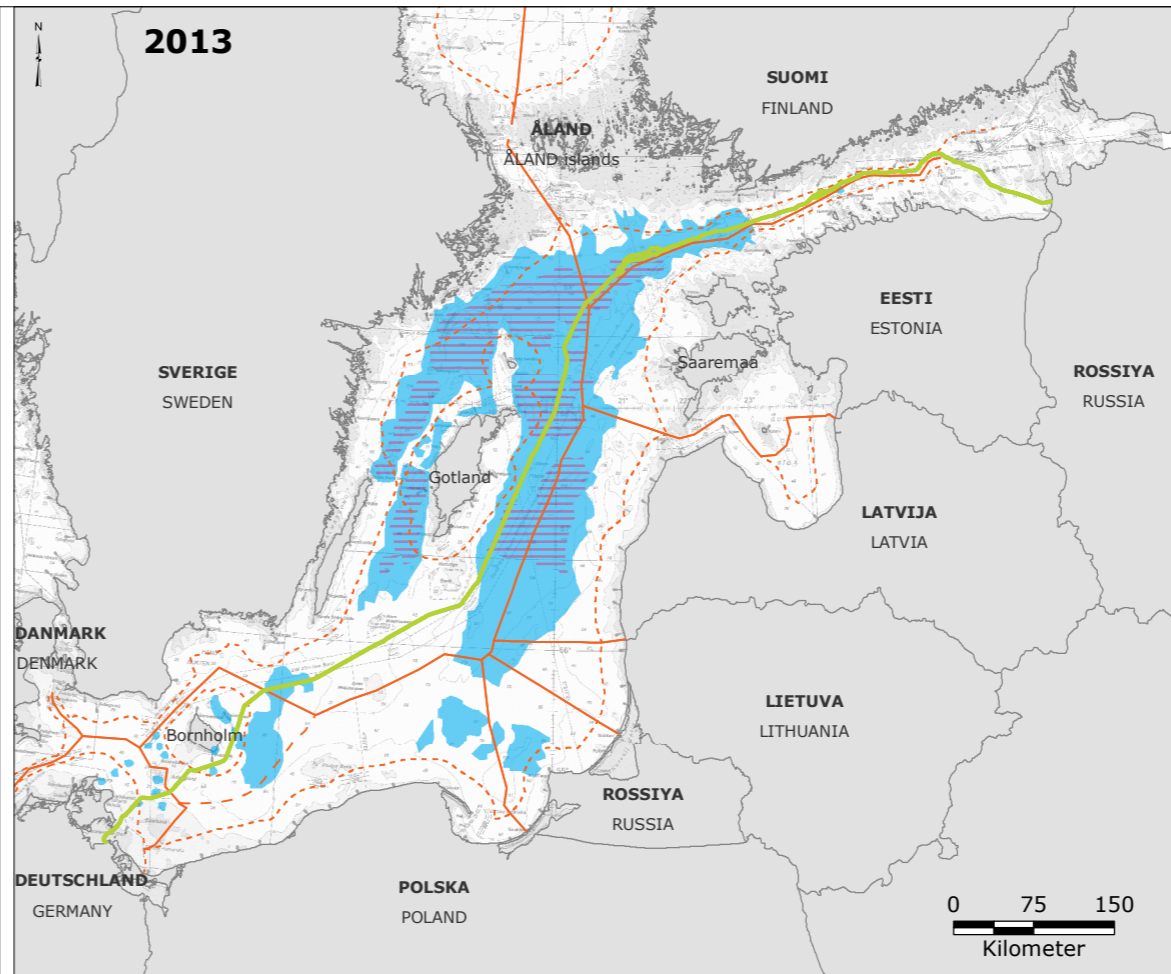 N
2013
SUOMI
FINLAND
ÅLAND
ÅLAND islands
EESTI
ESTONIA
Saaremaa
SVERIGE
SWEDEN
ROSSIYA
RUSSIA
Gotland
LATVIJA
LATVIA
DANMARK
DENMARK
LIETUVA
LITHUANIA
Bornholm
ROSSIYA
RUSSIA
DEUTSCHLAND
GERMANY
POLSKA
POLAND
0 75 150
Kilometer